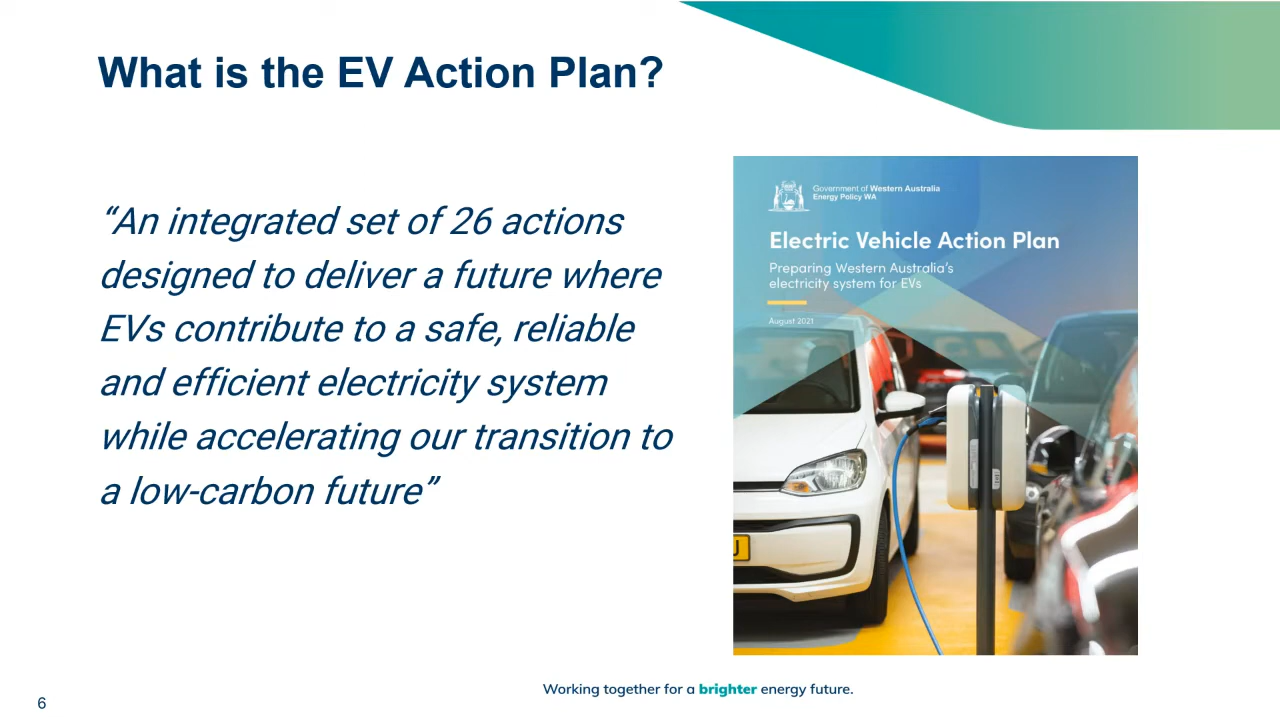 What is the EV Action Plan?
“An integrated set of 26 actions
designed to deliver a future where
EVs contribute to a safe, reliable
and efficient electricity system
while accelerating our transition to
a low-carbon future”
Government of Western Australia
Energy Policy WA
Electric Vehicle Action Plan
Preparing Western Australia’s
electricity system for EVs
August 2021
Working together for a brighter energy future.
6